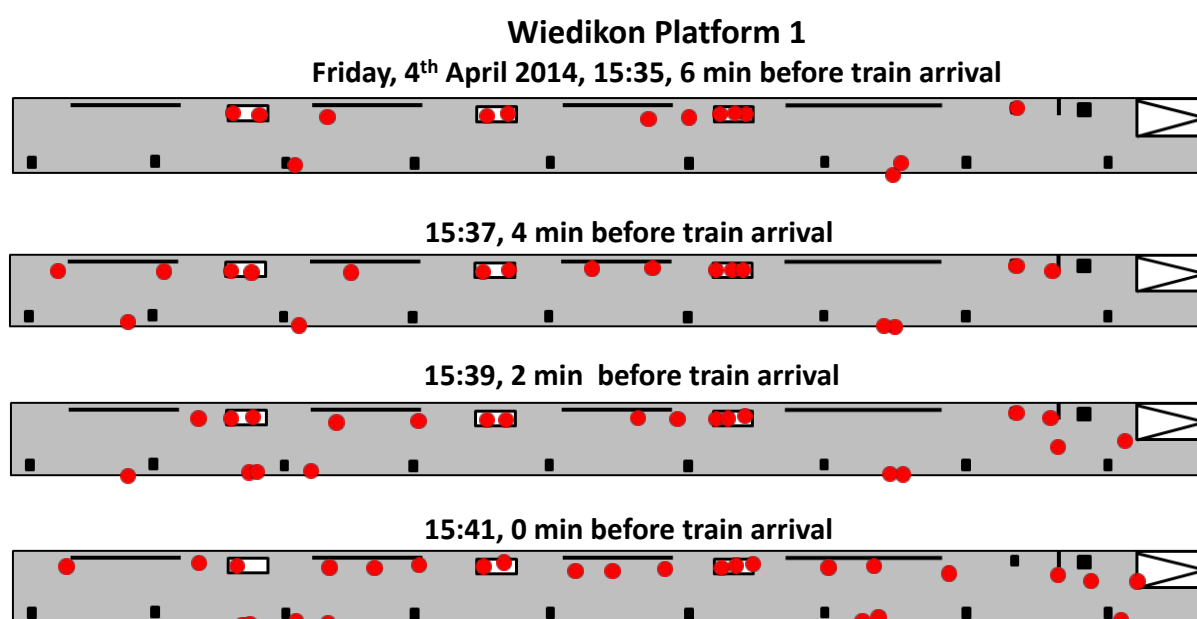 Wiedikon Platform 1
Friday, 4th April 2014, 15:35, 6 min before train arrival
15:37, 4 min before train arrival
15:39, 2 min  before train arrival
15:41, 0 min before train arrival